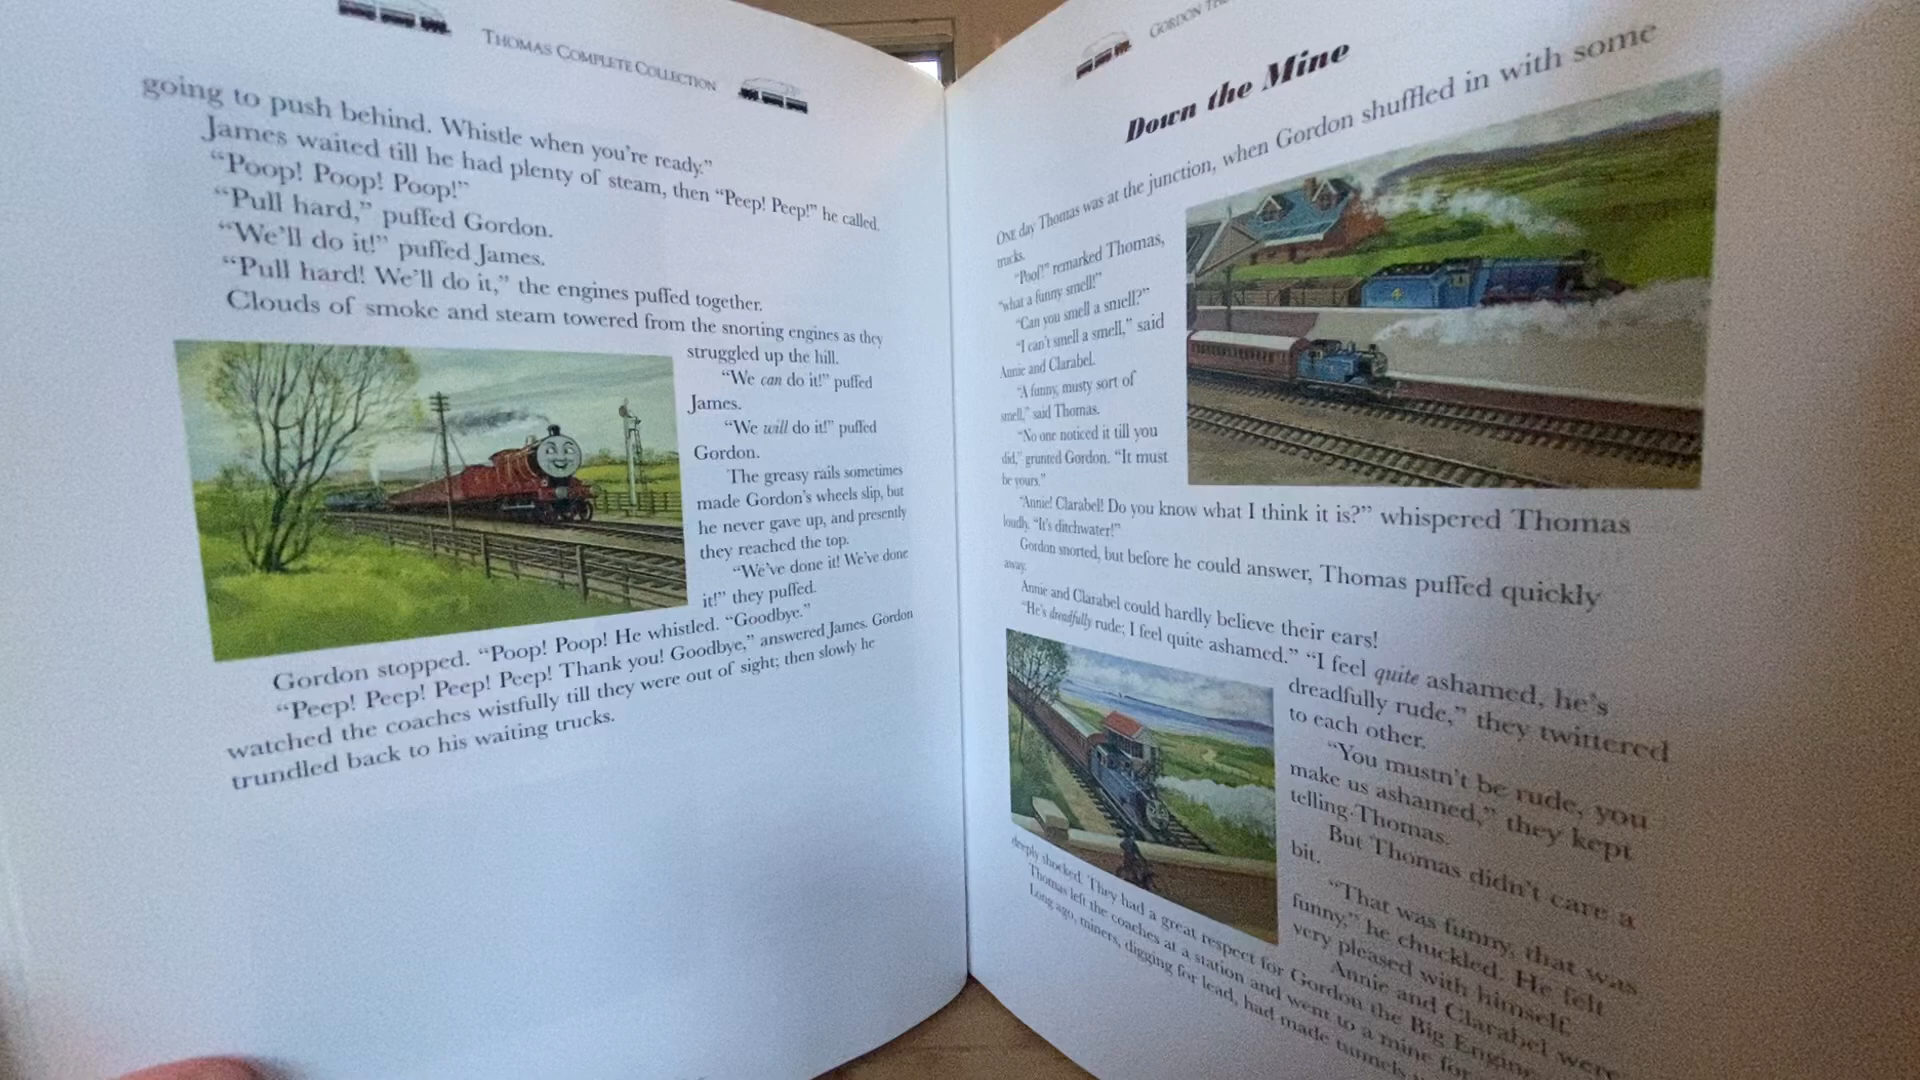 THOMAS COMPLETE COLLECTION
going to push behind. Whistle when you're ready."
James waited till he had plenty of steam, then "Peep! Peep!" he called.
"Poop! Poop! Poop!"
"Pull hard," puffed Gordon.
"We'll do it!" puffed James.
"Pull hard! We'll do it," the engines puffed together.
Clouds of smoke and steam towered from the snorting engines as they
struggled up the hill.
"We can do it!" puffed
James.
"We will do it!" puffed
Gordon.
The greasy rails sometimes
made Gordon's wheels slip, but
he never gave up, and presently
they reached the top.
"We've done it! We've done
it!" they puffed.
Gordon stopped. "Poop! Poop! He whistled. "Goodbye."
"Peep! Peep! Peep! Peep! Thank you! Goodbye," answered James. Gordon
watched the coaches wistfully till they were out of sight; then slowly he
trundled back to his waiting trucks.
GORDON
Down the Mine
ONE day Thomas was at the junction, when Gordon shuffled in with some
trucks.
"Poof!" remarked Thomas,
"what a funny smell!"
"Can you smell a smell?"
"I can't smell a smell," said
Annie and Clarabel.
"A funny, musty sort of
smell," said Thomas.
"No one noticed it till you
did," grunted Gordon. "It must
be yours."
"Annie! Clarabel! Do you know what I think it is?" whispered Thomas
loudly. "It's ditchwater!"
Gordon snorted, but before he could answer, Thomas puffed quickly
away.
Annie and Clarabel could hardly believe their ears!
"He's dreadfully rude; I feel quite ashamed." "I feel quite ashamed, he's
dreadfully rude," they twittered
to each other.
"You mustn't be rude, you
make us ashamed," they kept
telling Thomas.
But Thomas didn't care a
bit.
"That was funny, that was
funny," he chuckled. He felt
very pleased with himself.
Annie and Clarabel were
deeply shocked. They had a great respect for Gordon the Big Engine.
Thomas left the coaches at a station and went to a mine for
Long ago, miners, digging for lead, had made tunnels
4